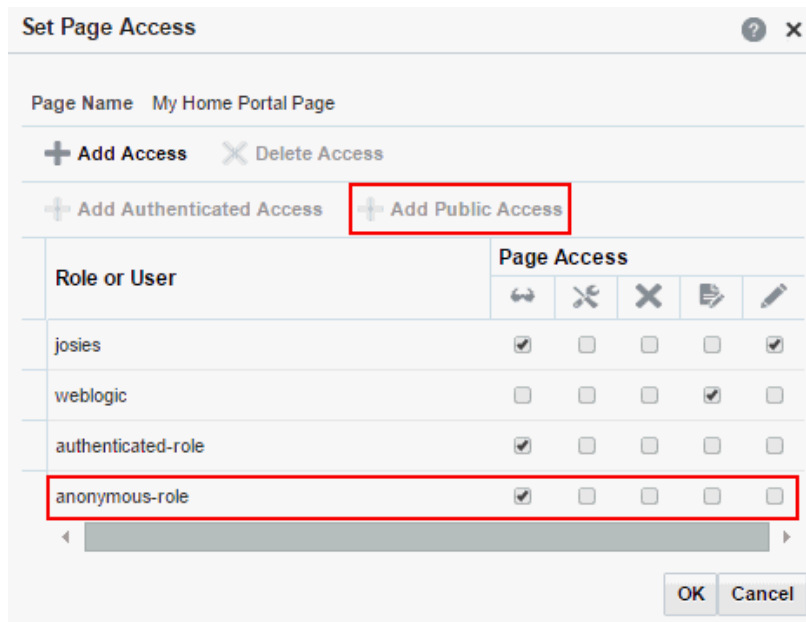 Set Page Access
Page Name My Home Portal Page
Add Access Delete Access
Add Authenticated Access Add Public Access
Role or User Page Access
josies
weblogic
authenticated-role
anonymous-role
OK Cancel